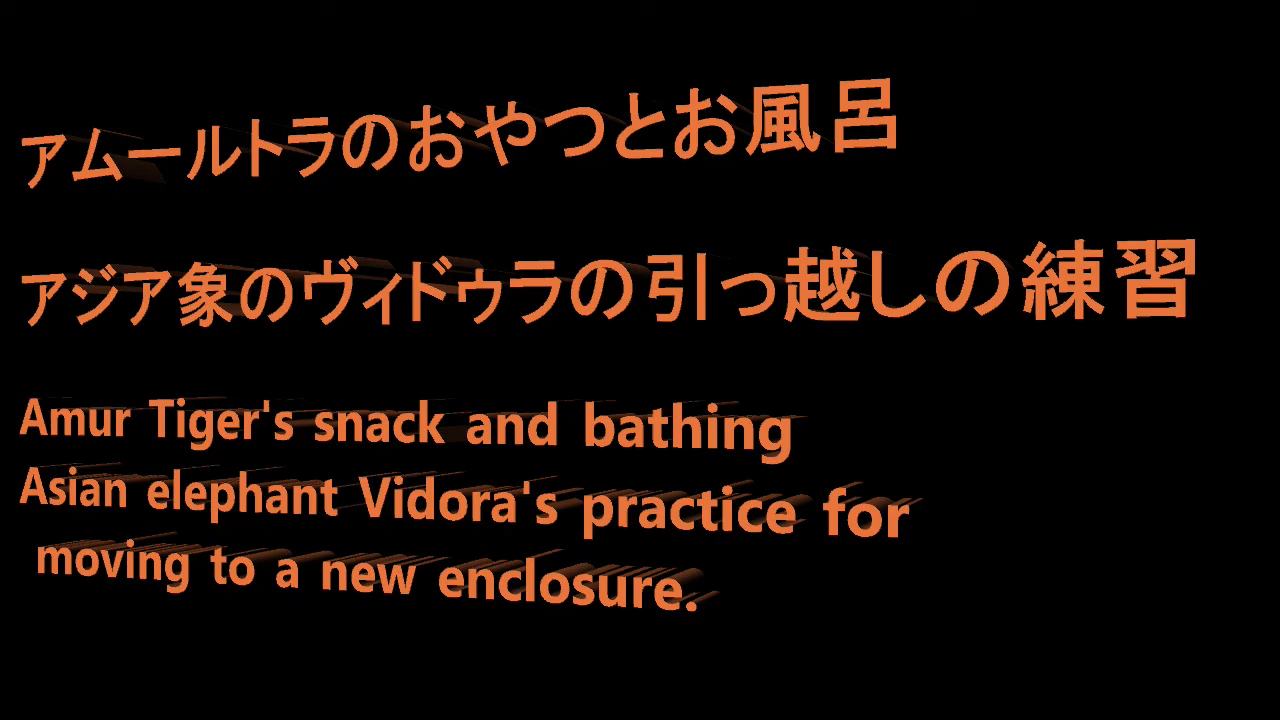 アムールトラのおやつとお風呂
アジア象のヴィドゥラの引っ越しの練習
Amur Tiger's snack and bathing
Asian elephant Vidora's practice for
moving to a new enclosure.